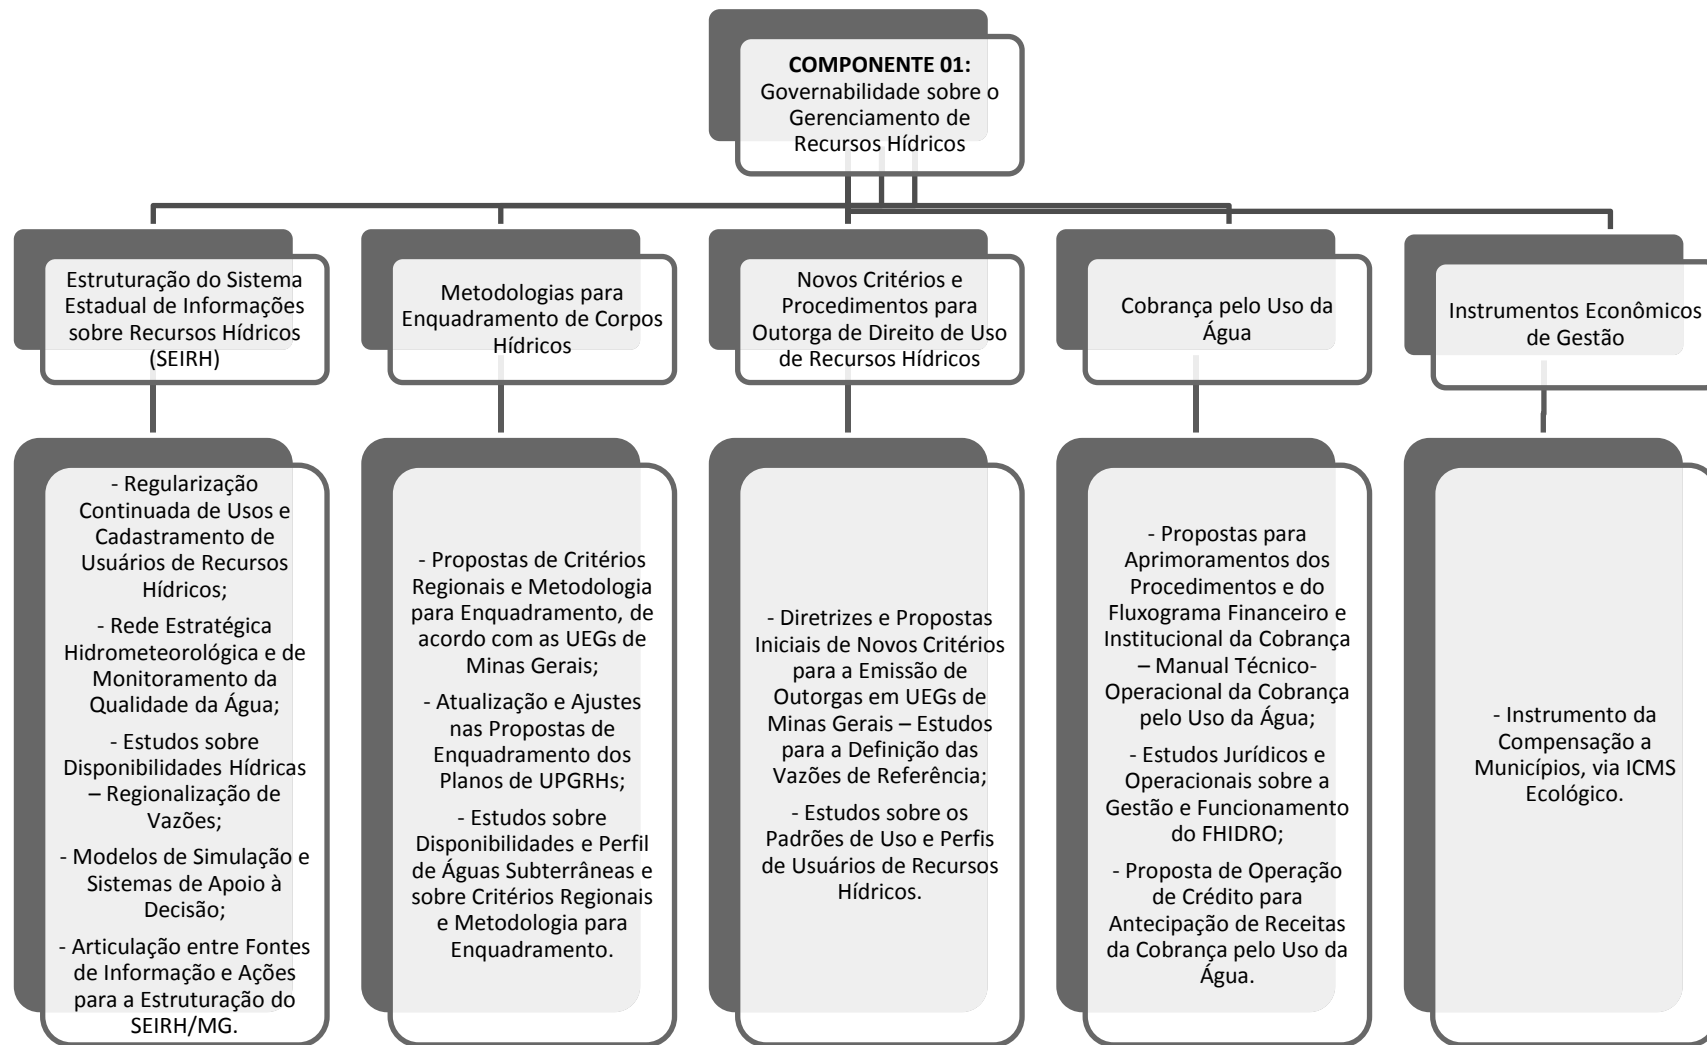 COMPONENTE 01:
Governabilidade sobre o
Gerenciamento de
Recursos Hídricos
Estruturação do Sistema
Estadual de Informações
sobre Recursos Hídricos
(SEIRH)
Metodologias para
Enquadramento de Corpos
Hídricos
Novos Critérios e
Procedimentos para
Outorga de Direito de Uso
de Recursos Hídricos
Cobrança pelo Uso da
Água
Instrumentos Econômicos
de Gestão
- Regularização
Continuada de Usos e
Cadastramento de
Usuários de Recursos
Hídricos;
- Rede Estratégica
Hidrometeorológica e de
Monitoramento da
Qualidade da Água;
- Estudos sobre
Disponibilidades Hídricas
– Regionalização de
Vazões;
- Modelos de Simulação e
Sistemas de Apoio à
Decisão;
- Articulação entre Fontes
de Informação e Ações
para a Estruturação do
SEIRH/MG.
- Propostas de Critérios
Regionais e Metodologia
para Enquadramento, de
acordo com as UEGs de
Minas Gerais;
- Atualização e Ajustes
nas Propostas de
Enquadramento dos
Planos de UPGRHs;
- Estudos sobre
Disponibilidades e Perfil
de Águas Subterrâneas e
sobre Critérios Regionais
e Metodologia para
Enquadramento.
- Diretrizes e Propostas
Iniciais de Novos Critérios
para a Emissão de
Outorgas em UEGs de
Minas Gerais – Estudos
para a Definição das
Vazões de Referência;
- Estudos sobre os
Padrões de Uso e Perfis
de Usuários de Recursos
Hídricos.
- Propostas para
Aprimoramentos dos
Procedimentos e do
Fluxograma Financeiro e
Institucional da Cobrança
– Manual Técnico-
Operacional da Cobrança
pelo Uso da Água;
- Estudos Jurídicos e
Operacionais sobre a
Gestão e Funcionamento
do FHIDRO;
- Proposta de Operação
de Crédito para
Antecipação de Receitas
da Cobrança pelo Uso da
Água.
- Instrumento da
Compensação a
Municípios, via ICMS
Ecológico.